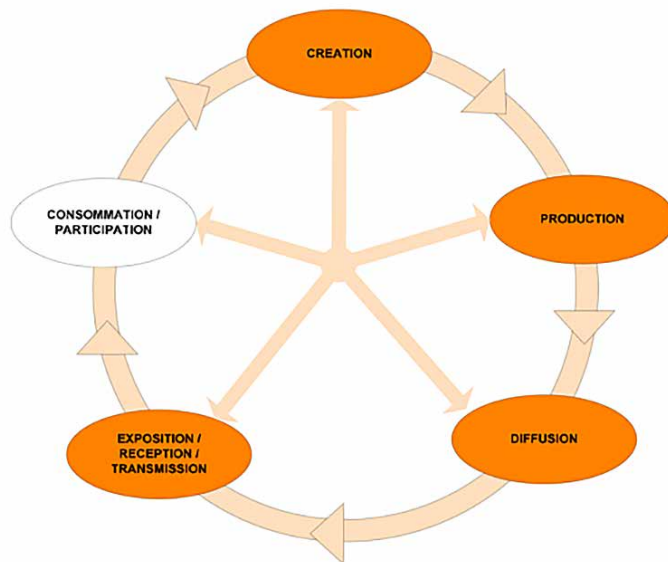 CREATION
PRODUCTION
DIFFUSION
EXPOSITION /
RECEPTION /
TRANSMISSION
CONSOMMATION /
PARTICIPATION